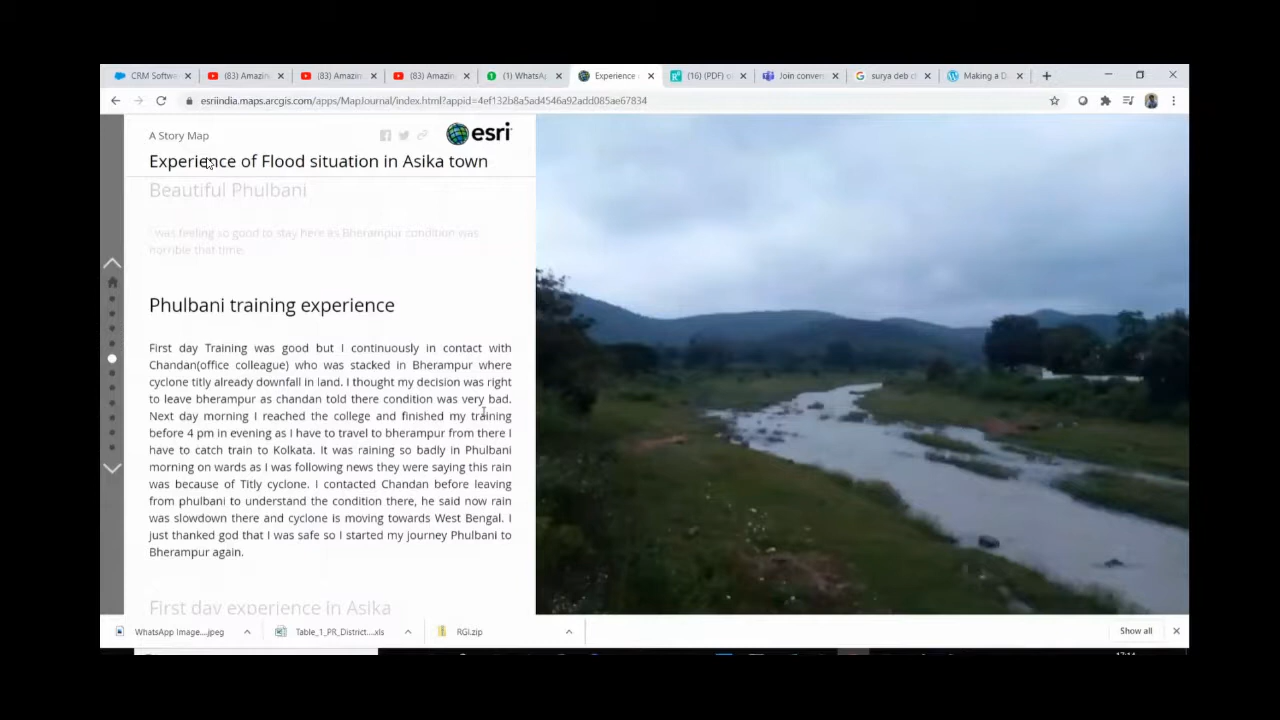 CRM Softw
(83) Amazin
(83) Amazin
(83) Amazin
(1) WhatsA
Experience
(16) (PDF) o
Join conver
surya deb c
Making a D
esriindia.maps.arcgis.com/apps/MapJournal/index.html?appid=4ef132b8a5ad4546a92add085ae67834
A Story Map
esri
Experience of Flood situation in Asika town
Beautiful Phulbani
I was feeling so good to stay here as Bherampur condition was
horrible that time.
Phulbani training experience
First day Training was good but I continuously in contact with
Chandan(office colleague) who was stacked in Bherampur where
cyclone titly already downfall in land. I thought my decision was right
to leave bherampur as chandan told there condition was very bad.
Next day morning I reached the college and finished my training
before 4 pm in evening as I have to travel to bherampur from there I
have to catch train to Kolkata. It was raining so badly in Phulbani
morning on wards as I was following news they were saying this rain
was because of Titly cyclone. I contacted Chandan before leaving
from phulbani to understand the condition there, he said now rain
was slowdown there and cyclone is moving towards West Bengal. I
just thanked god that I was safe so I started my journey Phulbani to
Bherampur again.
First day experience in Asika
WhatsApp Image....jpeg
Table_1_PR_District....xls
RGI.zip
Show all